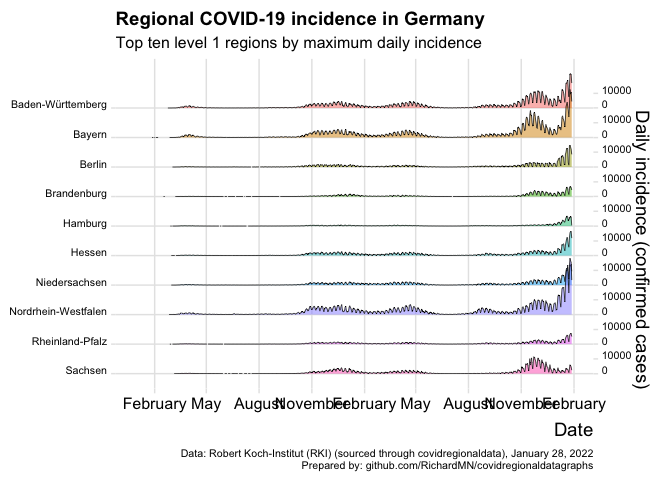 Regional COVID-19 incidence in Germany
Top ten level 1 regions by maximum daily incidence
Baden-Württemberg
10000
0
Bayern
10000
0
Berlin
10000
0
Brandenburg
10000
0
Hamburg
10000
0
Hessen
10000
0
Niedersachsen
10000
0
Nordrhein-Westfalen
10000
0
Rheinland-Pfalz
10000
0
Sachsen
10000
0
Daily incidence (confirmed cases)
February May August November February May August November February
Date
Data: Robert Koch-Institut (RKI) (sourced through covidregionaldata), January 28, 2022
Prepared by: github.com/RichardMN/covidregionaldatagraphs